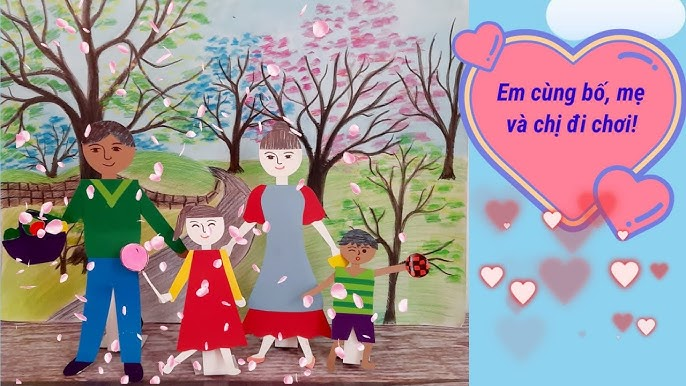 Em cùng bố, mẹ
và chị đi chơi!